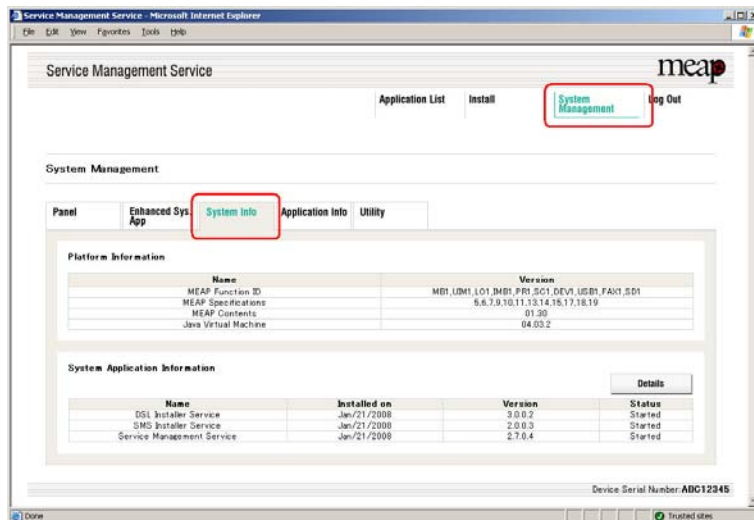 Service Management Service - Microsoft Internet Explorer
File Edit View Favorites Tools Help
Service Management Service
meap
Application List Install System Management Log Out
System Management
Panel Enhanced Sys. App System Info Application Info Utility
Platform Information
Name Version
MEAP Function ID MB1,UIM1,LO1,IMB1,PR1,SC1,DEV1,USB1,FAX1,SD1
MEAP Specifications 5,6,7,9,10,11,13,14,15,17,18,19
MEAP Contents 01.30
Java Virtual Machine 04.03.2
System Application Information
Details
Name Installed on Version Status
DSL Installer Service Jan/21/2008 3.0.0.2 Started
SMS Installer Service Jan/21/2008 2.0.0.3 Started
Service Management Service Jan/21/2008 2.7.0.4 Started
Device Serial Number:ABC12345
Done Trusted sites